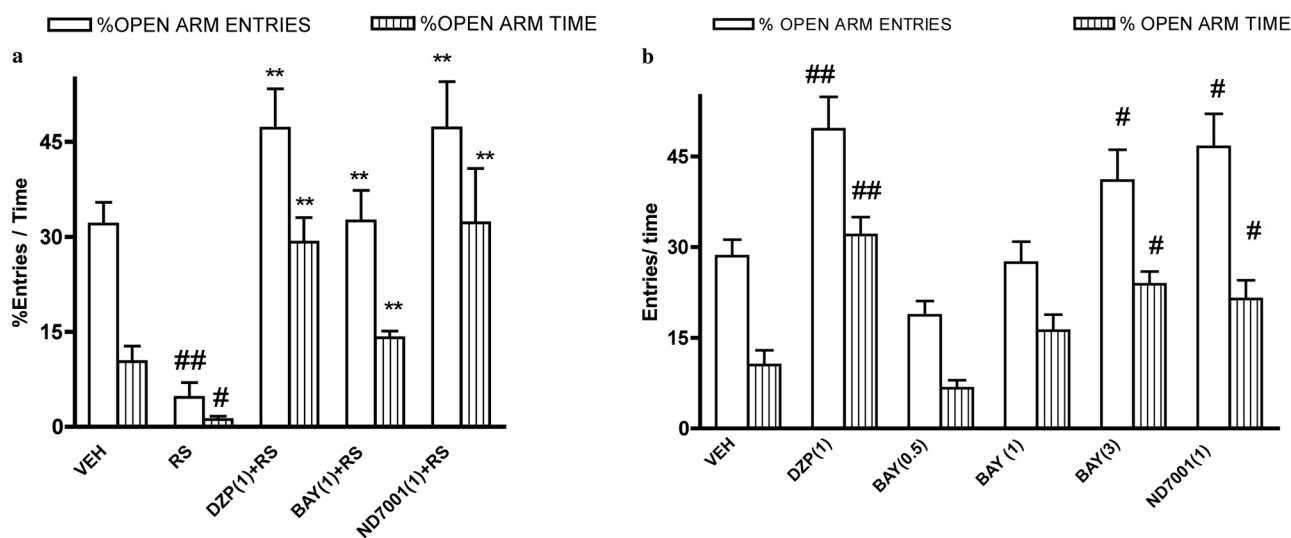 %OPEN ARM ENTRIES
%OPEN ARM TIME
a
%Entries / Time
45
30
15
0
** ** ** ** ** **
## #
VEH
RS
DZP(1)+RS
BAY(1)+RS
ND7001(1)+RS
% OPEN ARM ENTRIES
% OPEN ARM TIME
b
Entries/ time
45
30
15
0
## ## # # # #
VEH
DZP(1)
BAY(0.5)
BAY (1)
BAY(3)
ND7001(1)